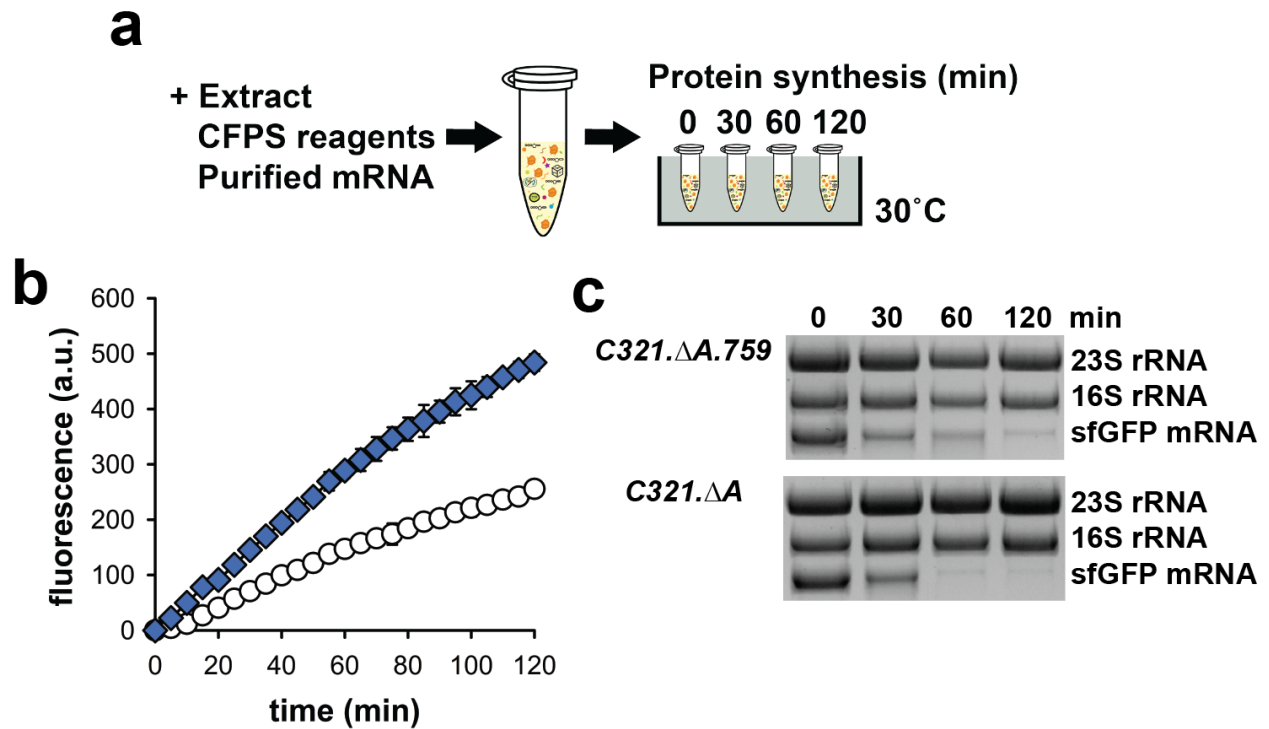 a
+ Extract
CFPS reagents
Purified mRNA
Protein synthesis (min)
0 30 60 120
30˚C
b
600
500
400
300
200
100
0
fluorescence (a.u.)
0 20 40 60 80 100 120
time (min)
c
0 30 60 120 min
C321.∆A.759
23S rRNA
16S rRNA
sfGFP mRNA
C321.∆A
23S rRNA
16S rRNA
sfGFP mRNA